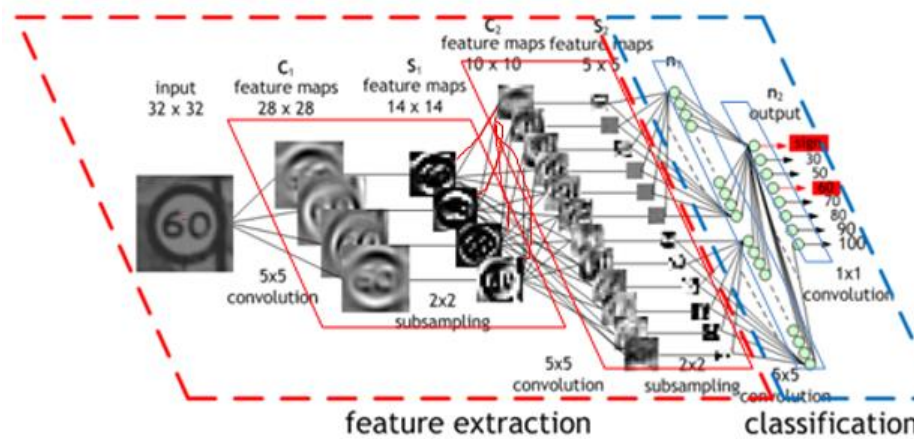 input
32 x 32
C1
feature maps
28 x 28
S1
feature maps
14 x 14
C2
feature maps
10 x 10
S2
feature maps
5 x 5
n1
n2
output
sign
30
50
60
70
80
90
100
60
5x5
convolution
2x2
subsampling
5x5
convolution
2x2
subsampling
1x1
convolution
convolution
feature extraction
classification